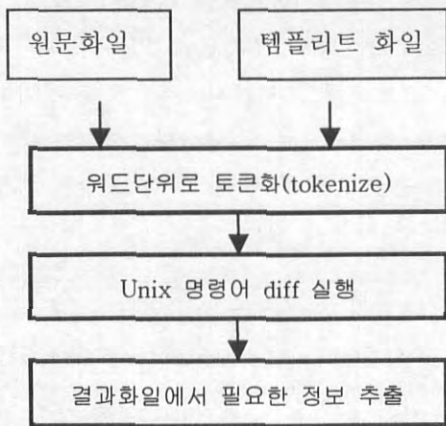 원문화일
템플리트 화일
워드단위로 토큰화(tokenize)
Unix 명령어 diff 실행
결과화일에서 필요한 정보 추출